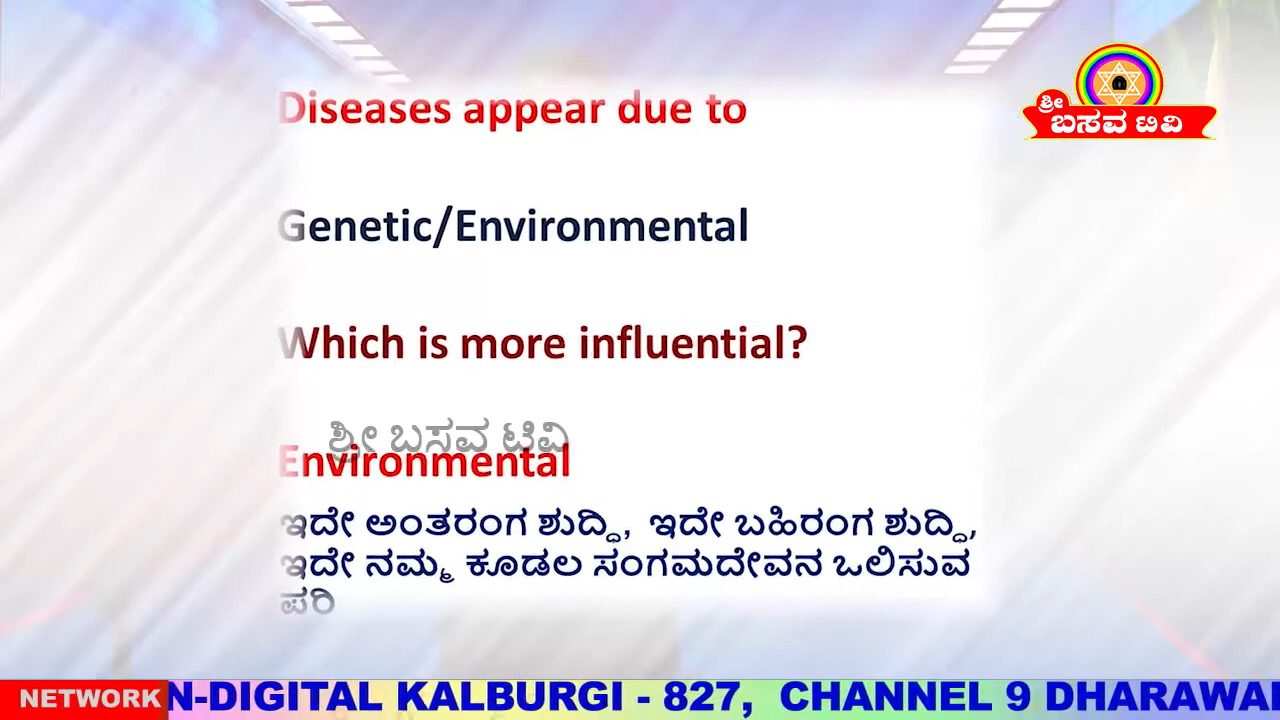 Diseases appear due to
ಶ್ರೀ
ಬಸವ ಟಿವಿ
Genetic/Environmental
Which is more influential?
ಶ್ರೀ ಬಸವ ಟಿವಿ
Environmental
ಇದೇ ಅಂತರಂಗ ಶುದ್ಧಿ, ಇದೇ ಬಹಿರಂಗ ಶುದ್ಧಿ,
ಇದೇ ನಮ್ಮ ಕೂಡಲ ಸಂಗಮದೇವನ ಒಲಿಸುವ
ಪರಿ
NETWORK N-DIGITAL KALBURGI - 827, CHANNEL 9 DHARAWA